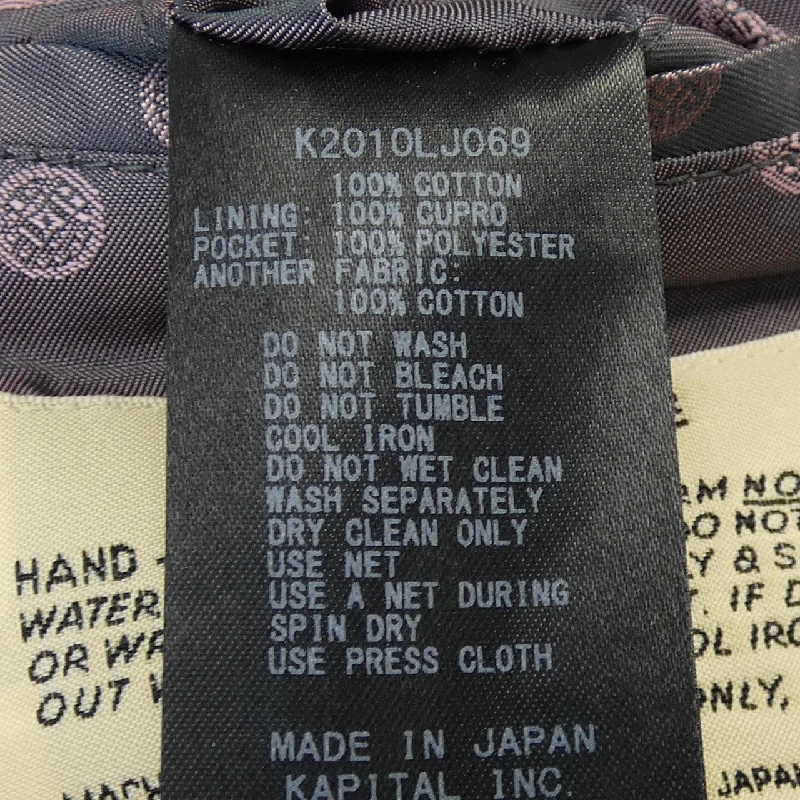 K2010LJ069
100% COTTON
LINING: 100% CUPRO
POCKET: 100% POLYESTER
ANOTHER FABRIC:
100% COTTON
DO NOT WASH
DO NOT BLEACH
DO NOT TUMBLE
COOL IRON
DO NOT WET CLEAN
WASH SEPARATELY
DRY CLEAN ONLY
USE NET
USE A NET DURING
SPIN DRY
USE PRESS CLOTH
MADE IN JAPAN
KAPITAL INC.
HAND
WATER
OR
OUT
NOT
& S
IF D
ONLY,
JAPAN